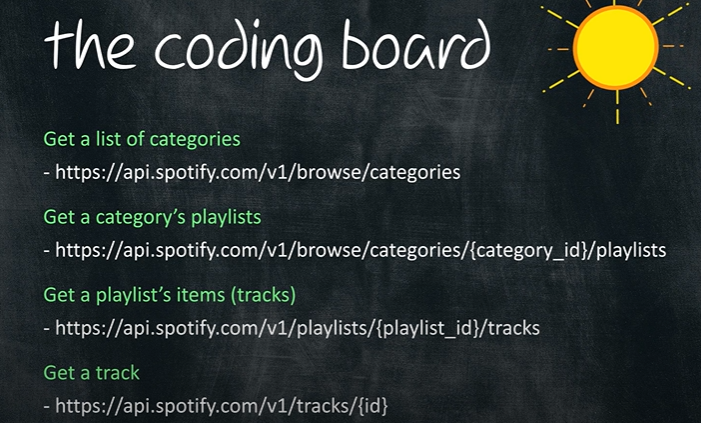 the coding board
Get a list of categories
- https://api.spotify.com/v1/browse/categories
Get a category’s playlists
- https://api.spotify.com/v1/browse/categories/{category_id}/playlists
Get a playlist’s items (tracks)
- https://api.spotify.com/v1/playlists/{playlist_id}/tracks
Get a track
- https://api.spotify.com/v1/tracks/{id}